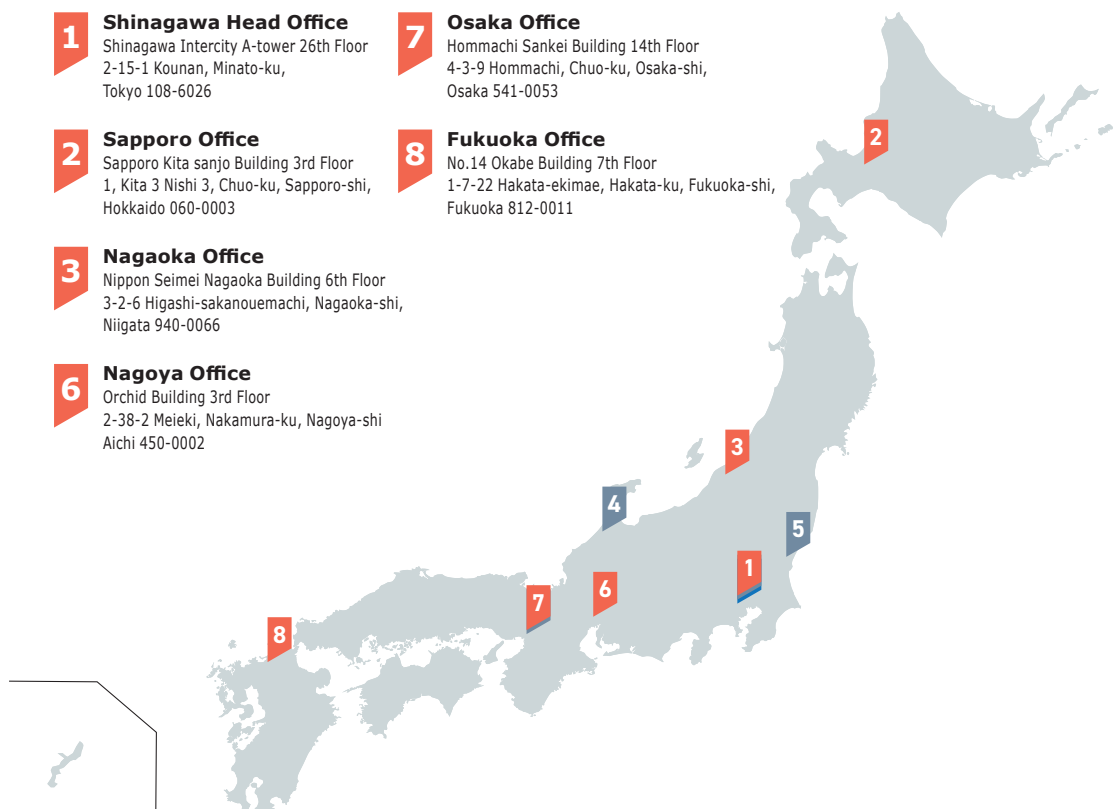 1
Shinagawa Head Office
Shinagawa Intercity A-tower 26th Floor
2-15-1 Kounan, Minato-ku,
Tokyo 108-6026
2
Sapporo Office
Sapporo Kita sanjo Building 3rd Floor
1, Kita 3 Nishi 3, Chuo-ku, Sapporo-shi,
Hokkaido 060-0003
3
Nagaoka Office
Nippon Seimei Nagaoka Building 6th Floor
3-2-6 Higashi-sakanouemachi, Nagaoka-shi,
Niigata 940-0066
6
Nagoya Office
Orchid Building 3rd Floor
2-38-2 Meieki, Nakamura-ku, Nagoya-shi
Aichi 450-0002
7
Osaka Office
Hommachi Sankei Building 14th Floor
4-3-9 Hommachi, Chuo-ku, Osaka-shi,
Osaka 541-0053
8
Fukuoka Office
No.14 Okabe Building 7th Floor
1-7-22 Hakata-ekimae, Hakata-ku, Fukuoka-shi,
Fukuoka 812-0011
2
3
4
5
1
6
7
8